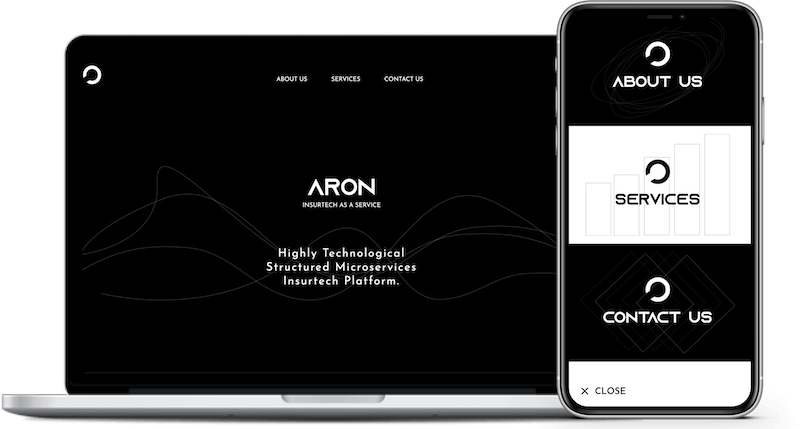 ABOUT US
SERVICES
CONTACT US
ARON
INSURTECH AS A SERVICE
Highly Technological
Structured Microservices
Insurtech Platform.
ABOUT US
SERVICES
CONTACT US
CLOSE